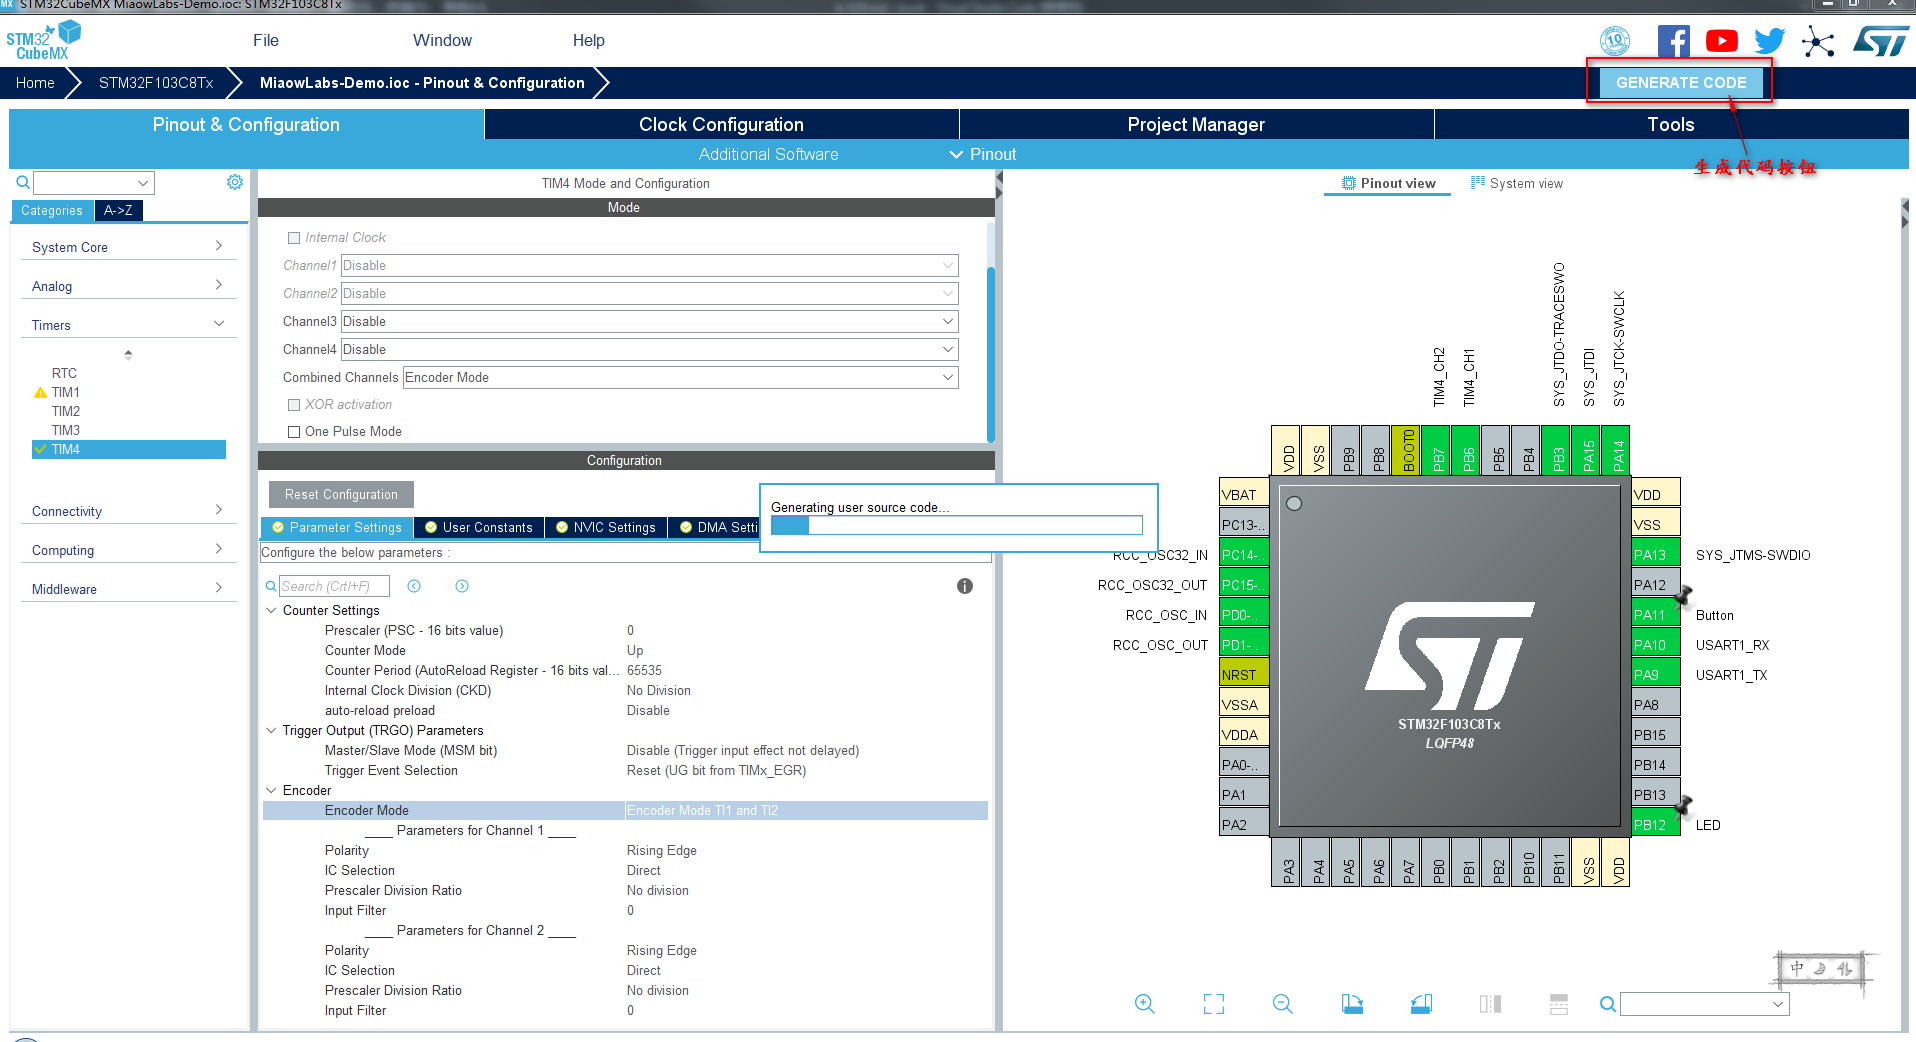 MX STM32CubeMX MiaowLabs-Demo.ioc: STM32F103C8Tx
STM32
CubeMX
File
Window
Help
10
Home
STM32F103C8Tx
MiaowLabs-Demo.ioc - Pinout & Configuration
GENERATE CODE
Pinout & Configuration
Clock Configuration
Project Manager
Tools
Additional Software
Pinout
生成代码按钮
Categories
A->Z
System Core
Analog
Timers
RTC
TIM1
TIM2
TIM3
TIM4
Connectivity
Computing
Middleware
TIM4 Mode and Configuration
Mode
Internal Clock
Channel1 Disable
Channel2 Disable
Channel3 Disable
Channel4 Disable
Combined Channels Encoder Mode
XOR activation
One Pulse Mode
Configuration
Reset Configuration
Generating user source code...
Parameter Settings
User Constants
NVIC Settings
DMA Setti
Configure the below parameters :
Search (Crtl+F)
Counter Settings
Prescaler (PSC - 16 bits value) 0
Counter Mode Up
Counter Period (AutoReload Register - 16 bits val... 65535
Internal Clock Division (CKD) No Division
auto-reload preload Disable
Trigger Output (TRGO) Parameters
Master/Slave Mode (MSM bit) Disable (Trigger input effect not delayed)
Trigger Event Selection Reset (UG bit from TIMx_EGR)
Encoder
Encoder Mode Encoder Mode TI1 and TI2
____ Parameters for Channel 1 ____
Polarity Rising Edge
IC Selection Direct
Prescaler Division Ratio No division
Input Filter 0
____ Parameters for Channel 2 ____
Polarity Rising Edge
IC Selection Direct
Prescaler Division Ratio No division
Input Filter 0
Pinout view
System view
TIM4_CH2
TIM4_CH1
SYS_JTDO-TRACESWO
SYS_JTDI
SYS_JTCK-SWCLK
VDD
VSS
PB9
PB8
BOOT0
PB7
PB6
PB5
PB4
PB3
PA15
PA14
VBAT
PC13-..
RCC_OSC32_IN PC14-..
RCC_OSC32_OUT PC15-..
RCC_OSC_IN PD0-..
RCC_OSC_OUT PD1-..
NRST
VSSA
VDDA
PA0-..
PA1
PA2
STM32F103C8Tx
LQFP48
VDD
VSS
PA13 SYS_JTMS-SWDIO
PA12
PA11 Button
PA10 USART1_RX
PA9 USART1_TX
PA8
PB15
PB14
PB13
PB12 LED
PA3
PA4
PA5
PA6
PA7
PB0
PB1
PB2
PB10
PB11
VSS
VDD
中